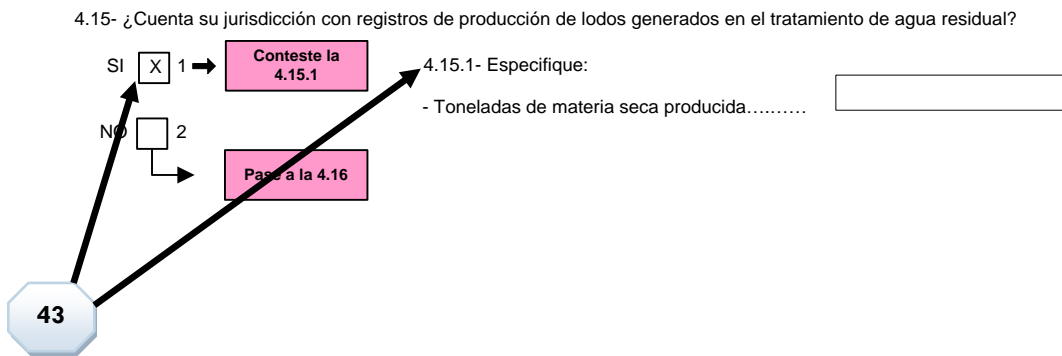 4.15- ¿Cuenta su jurisdicción con registros de producción de lodos generados en el tratamiento de agua residual?
SI X 1 Conteste la 4.15.1
4.15.1- Especifique:
- Toneladas de materia seca producida………
NO 2
Pase a la 4.16
43